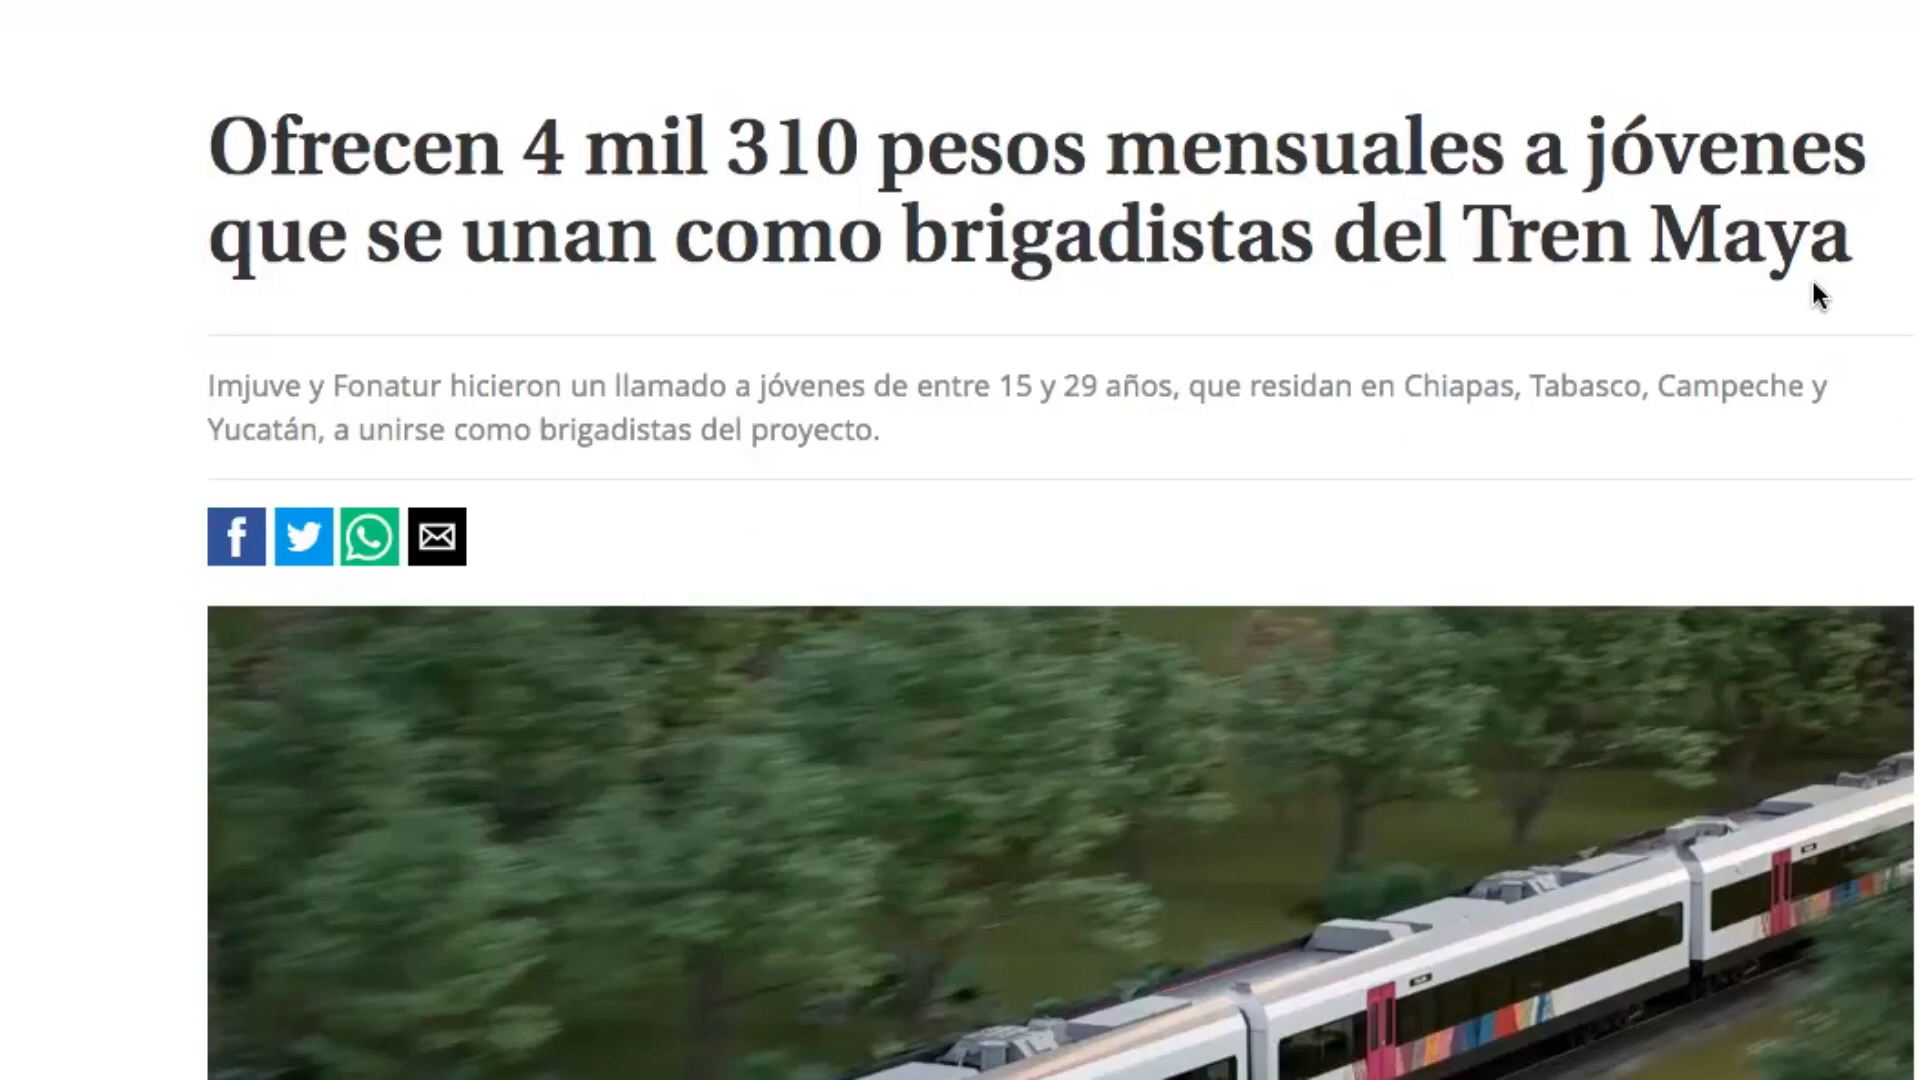 Ofrecen 4 mil 310 pesos mensuales a jóvenes
que se unan como brigadistas del Tren Maya
Imjuve y Fonatur hicieron un llamado a jóvenes de entre 15 y 29 años, que residan en Chiapas, Tabasco, Campeche y
Yucatán, a unirse como brigadistas del proyecto.